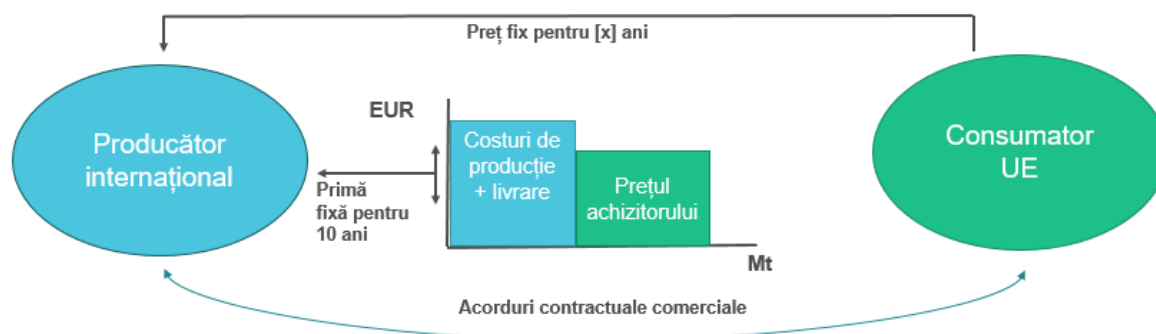 Preț fix pentru [x] ani
EUR
Producător
internațional
Costuri de
producție
+ livrare
Prețul
achizitorului
Consumator
UE
Primă
fixă pentru
10 ani
Mt
Acorduri contractuale comerciale